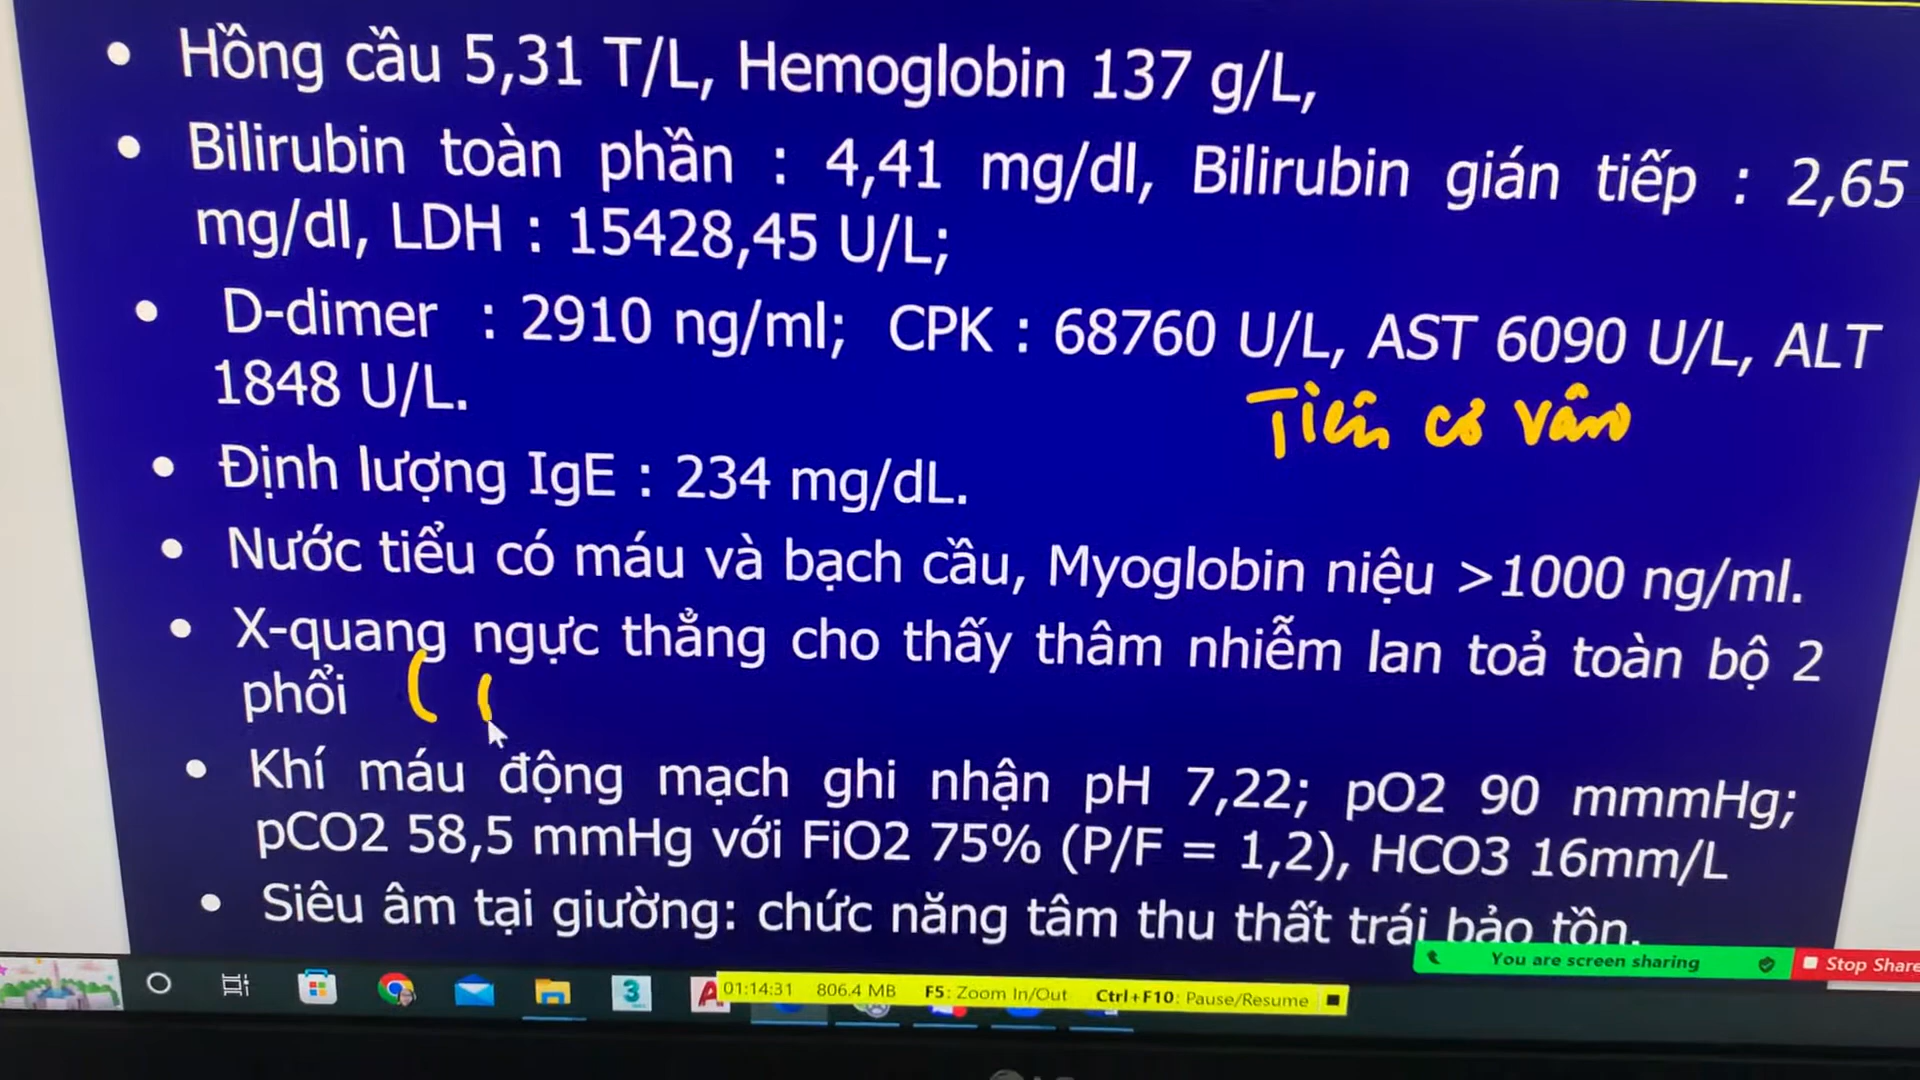 • Hồng cầu 5,31 T/L, Hemoglobin 137 g/L,
• Bilirubin toàn phần : 4,41 mg/dl, Bilirubin gián tiếp : 2,65
mg/dl, LDH : 15428,45 U/L;
• D-dimer : 2910 ng/ml; CPK : 68760 U/L, AST 6090 U/L, ALT
1848 U/L.
Tiêu cơ vân
• Định lượng IgE : 234 mg/dL.
• Nước tiểu có máu và bạch cầu, Myoglobin niệu >1000 ng/ml.
• X-quang ngực thẳng cho thấy thâm nhiễm lan toả toàn bộ 2
phổi (
• Khí máu động mạch ghi nhận pH 7,22; pO2 90 mmmHg;
pCO2 58,5 mmHg với FiO2 75% (P/F = 1,2), HCO3 16mm/L
• Siêu âm tại giường: chức năng tâm thu thất trái bảo tồn.
You are screen sharing
Stop Share
3
A
01:14:31 806.4 MB F5: Zoom In/Out Ctrl+F10: Pause/Resume